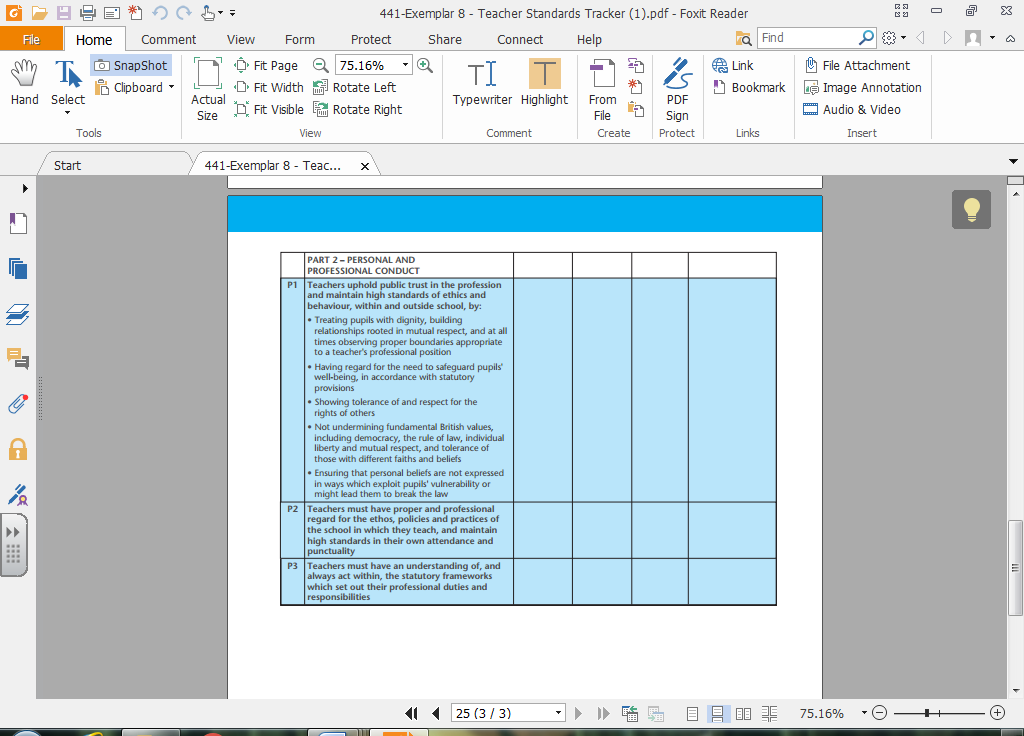 441-Exemplar 8 - Teacher Standards Tracker (1).pdf - Foxit Reader
File Home Comment View Form Protect Share Connect Help Find
SnapShot Fit Page 75.16% Link File Attachment
Clipboard Fit Width Rotate Left Bookmark Image Annotation
Hand Select Actual Size Fit Visible Rotate Right Typewriter Highlight From File PDF Sign Audio & Video
Tools View Comment Create Protect Links Insert
Start 441-Exemplar 8 - Teac...
PART 2 – PERSONAL AND
PROFESSIONAL CONDUCT
P1 Teachers uphold public trust in the profession
and maintain high standards of ethics and
behaviour, within and outside school, by:
• Treating pupils with dignity, building
relationships rooted in mutual respect, and at all
times observing proper boundaries appropriate
to a teacher's professional position
• Having regard for the need to safeguard pupils'
well-being, in accordance with statutory
provisions
• Showing tolerance of and respect for the
rights of others
• Not undermining fundamental British values,
including democracy, the rule of law, individual
liberty and mutual respect, and tolerance of
those with different faiths and beliefs
• Ensuring that personal beliefs are not expressed
in ways which exploit pupils' vulnerability or
might lead them to break the law
P2 Teachers must have proper and professional
regard for the ethos, policies and practices of
the school in which they teach, and maintain
high standards in their own attendance and
punctuality
P3 Teachers must have an understanding of, and
always act within, the statutory frameworks
which set out their professional duties and
responsibilities
25 (3 / 3) 75.16%